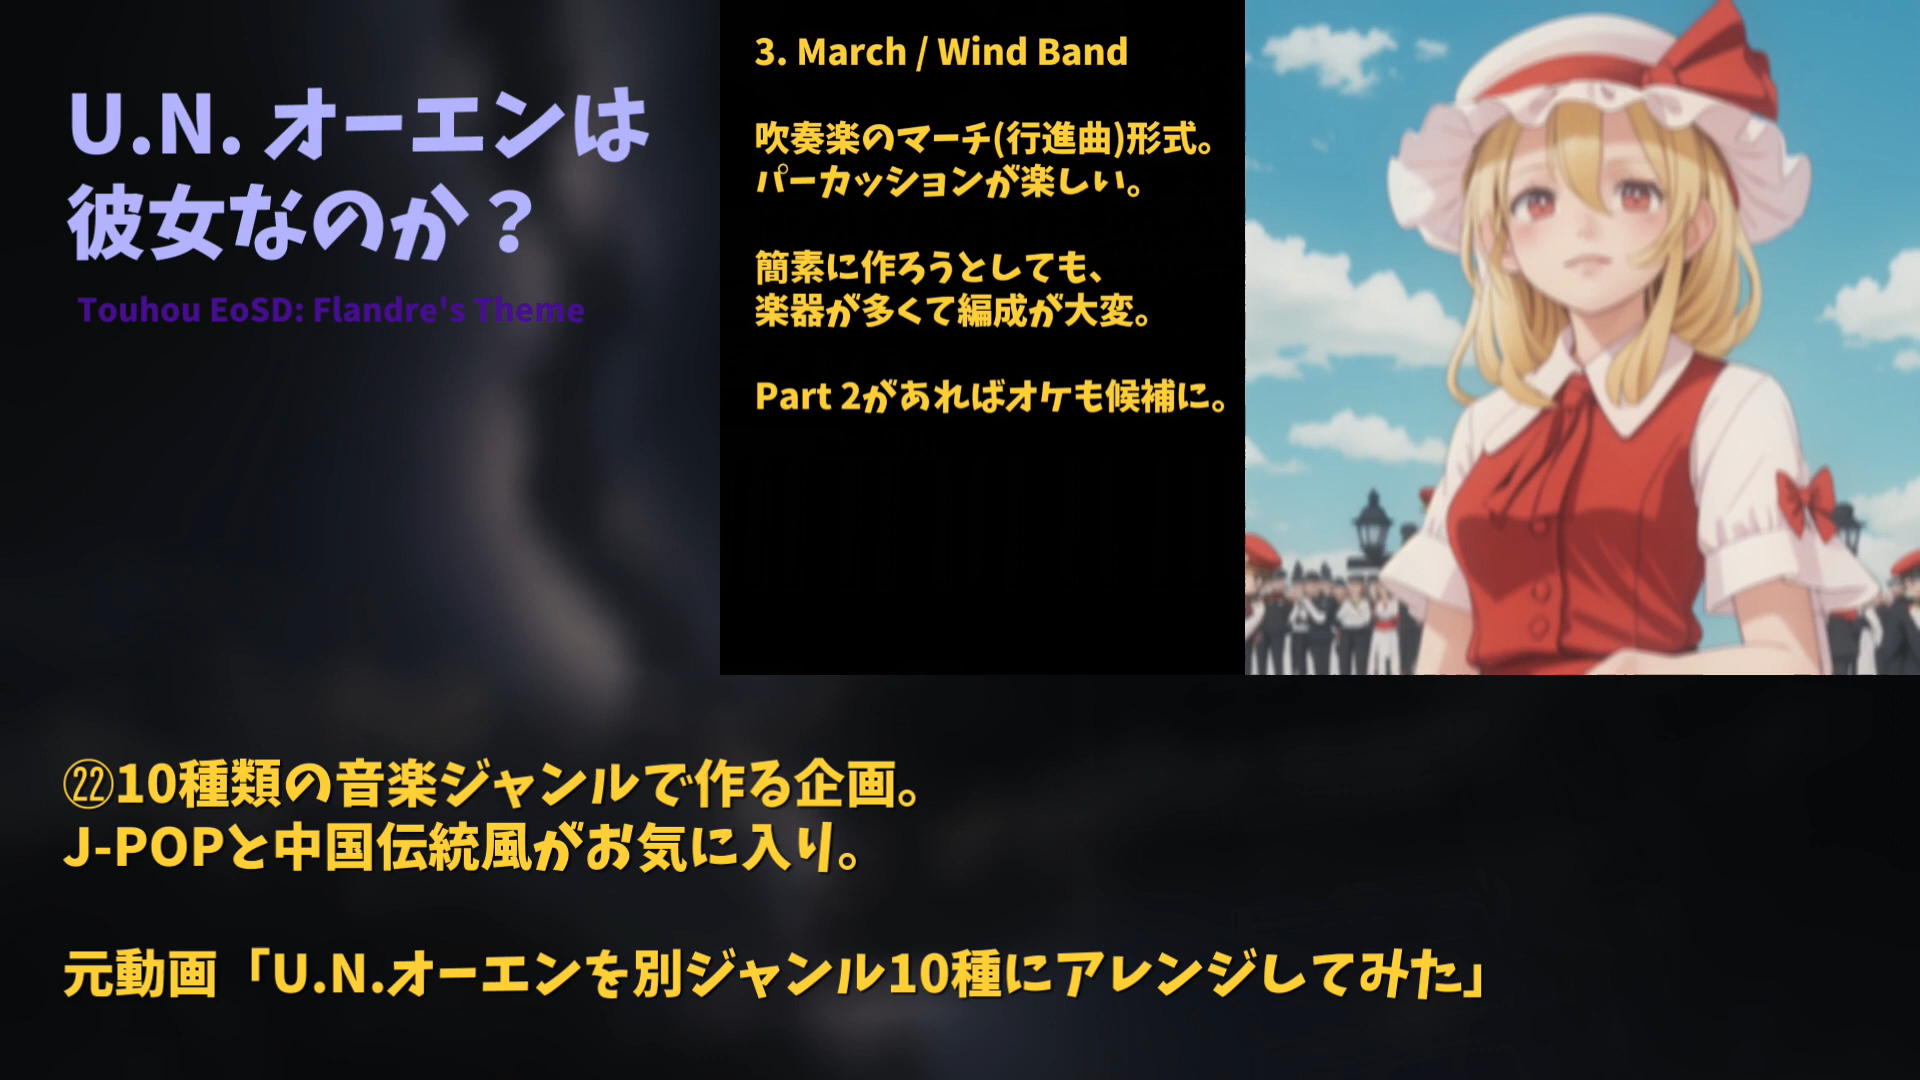 U.N. オーエンは
彼女なのか？
Touhou EoSD: Flandre's Theme
3. March / Wind Band
吹奏楽のマーチ(行進曲)形式。
パーカッションが楽しい。
簡素に作ろうとしても、
楽器が多くて編成が大変。
Part 2があればオケも候補に。
㉒10種類の音楽ジャンルで作る企画。
J-POPと中国伝統風がお気に入り。
元動画「U.N.オーエンを別ジャンル10種にアレンジしてみた」